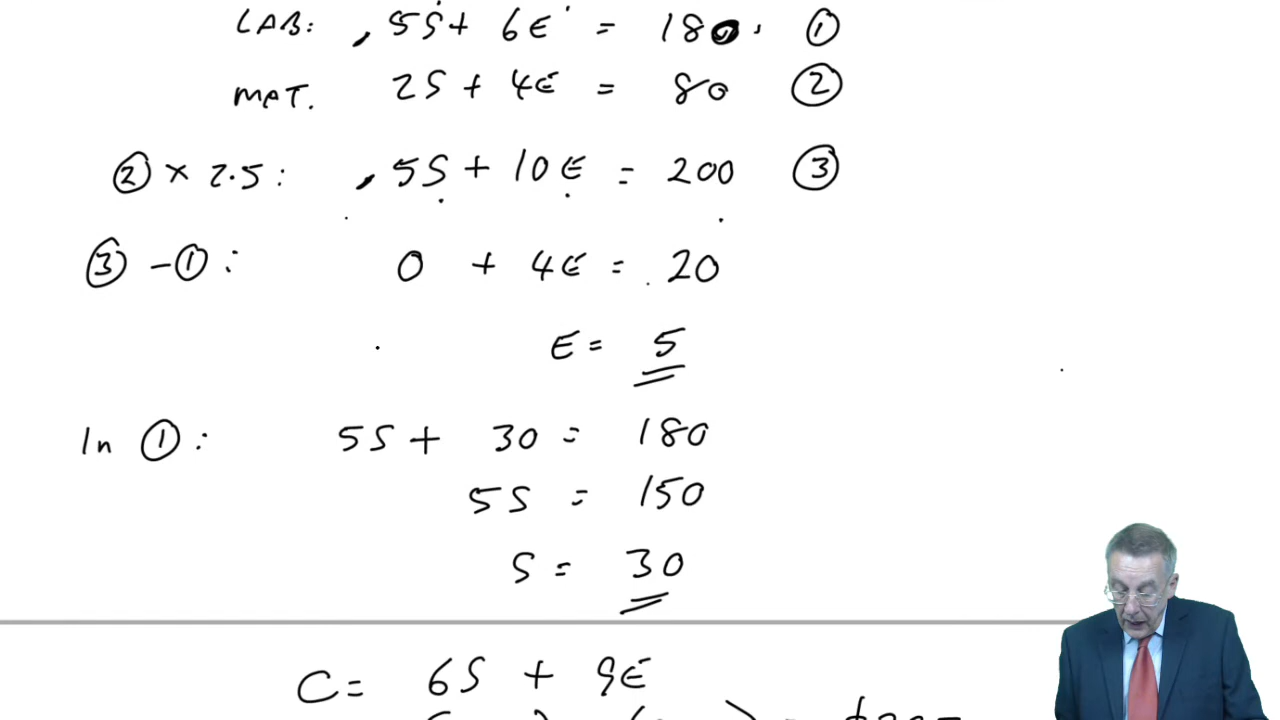 LAB: 5S + 6E = 180 ①
MAT. 2S + 4E = 80 ②
② × 2.5: 5S + 10E = 200 ③
③ - ①: 0 + 4E = 20
E = 5
In ①: 5S + 30 = 180
5S = 150
S = 30
C = 6S + 9E